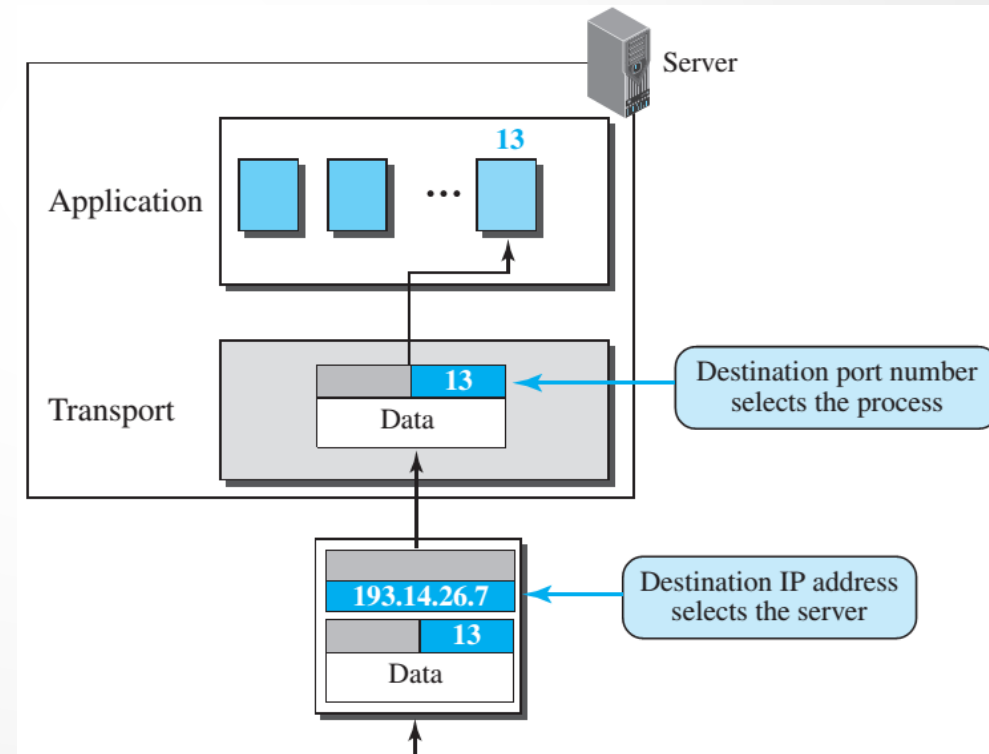 Server
13
...
Application
13
Data
Transport
Destination port number
selects the process
193.14.26.7
13
Data
Destination IP address
selects the server